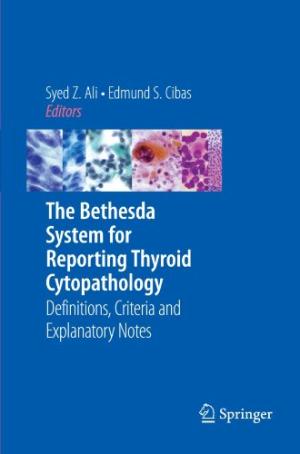 Syed Z. Ali • Edmund S. Cibas
Editors
The Bethesda
System for
Reporting Thyroid
Cytopathology
Definitions, Criteria and
Explanatory Notes
Springer